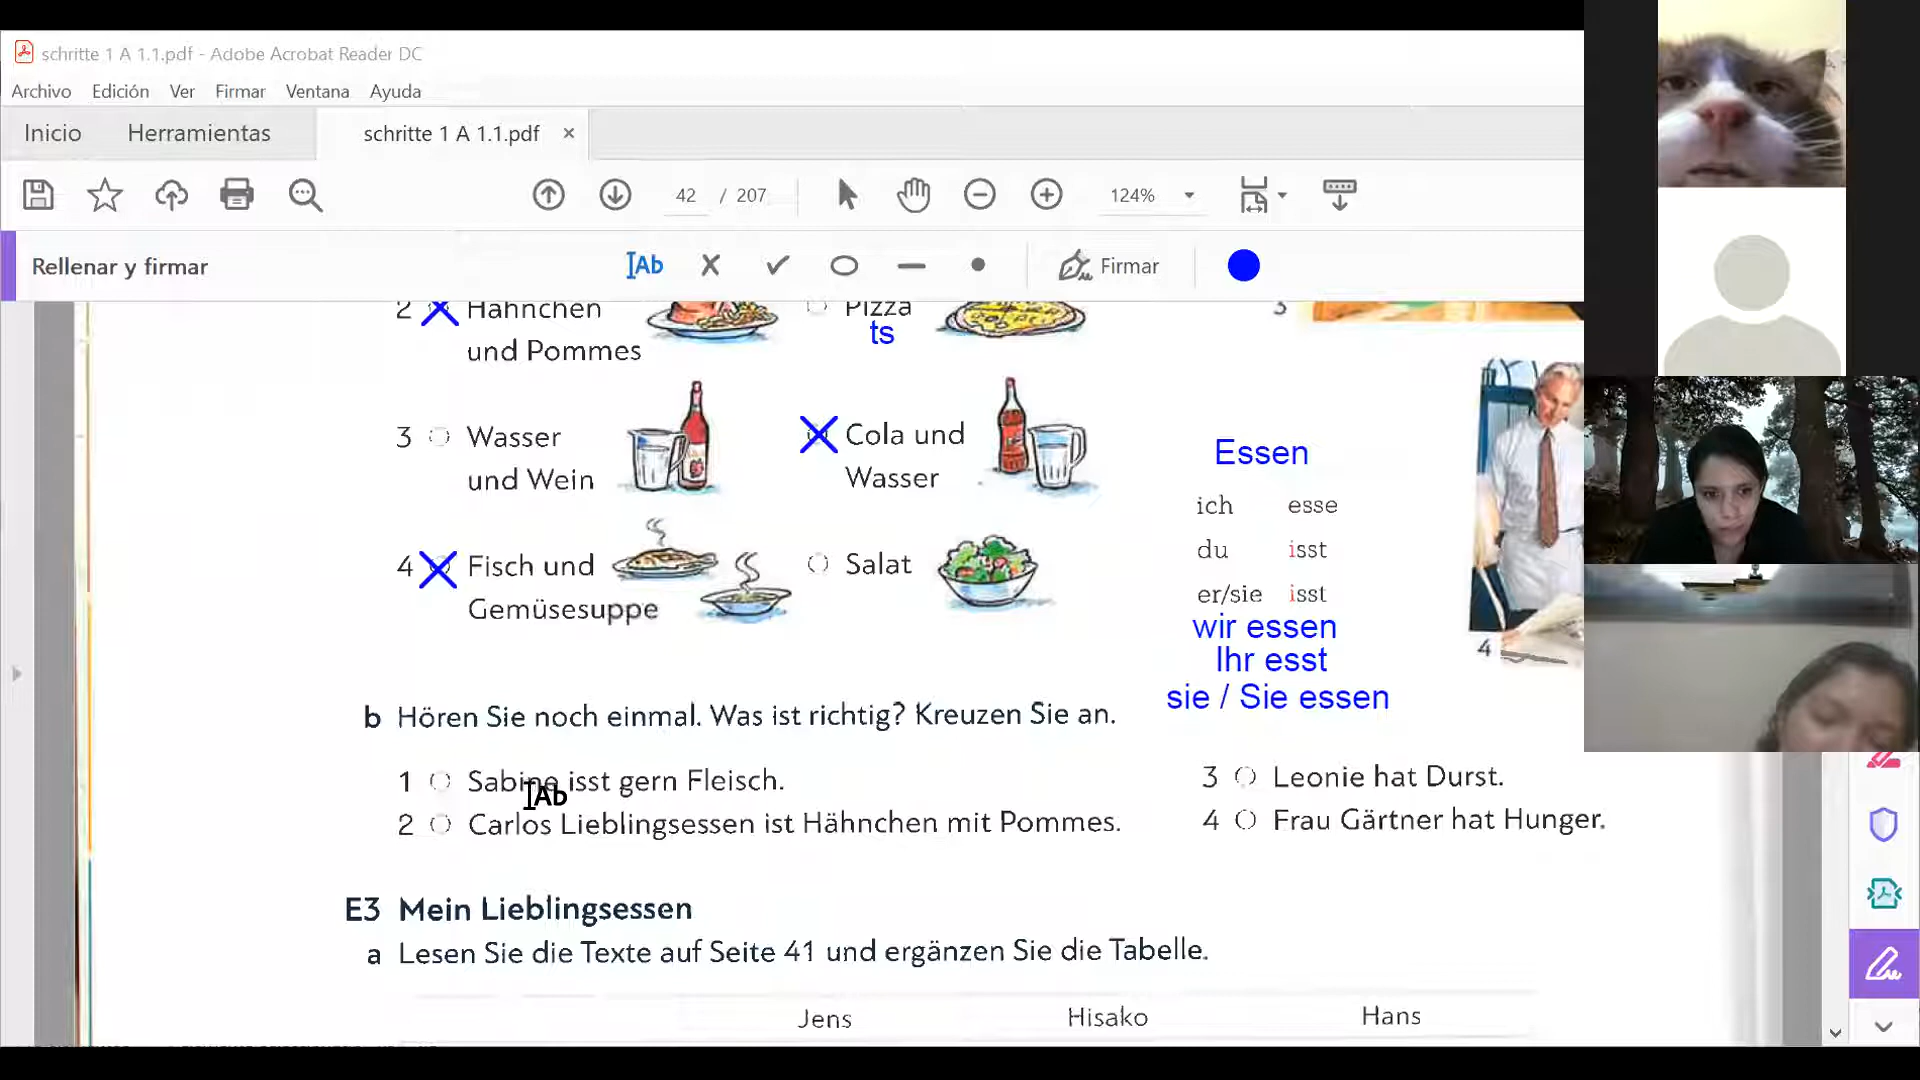 schritte 1 A 1.1.pdf - Adobe Acrobat Reader DC
Archivo Edición Ver Firmar Ventana Ayuda
Inicio Herramientas schritte 1 A 1.1.pdf ×
42 / 207 124%
Rellenar y firmar IAb Firmar
2 Hähnchen und Pommes
Pizza
ts
3
3 Wasser und Wein
Cola und Wasser
4 Fisch und Gemüsesuppe
Salat
Essen
ich esse
du isst
er/sie isst
wir essen
Ihr esst
sie / Sie essen
4
b Hören Sie noch einmal. Was ist richtig? Kreuzen Sie an.
1 Sabine isst gern Fleisch.
IAb
2 Carlos Lieblingsessen ist Hähnchen mit Pommes.
3 Leonie hat Durst.
4 Frau Gärtner hat Hunger.
E3 Mein Lieblingsessen
a Lesen Sie die Texte auf Seite 41 und ergänzen Sie die Tabelle.
Jens Hisako Hans